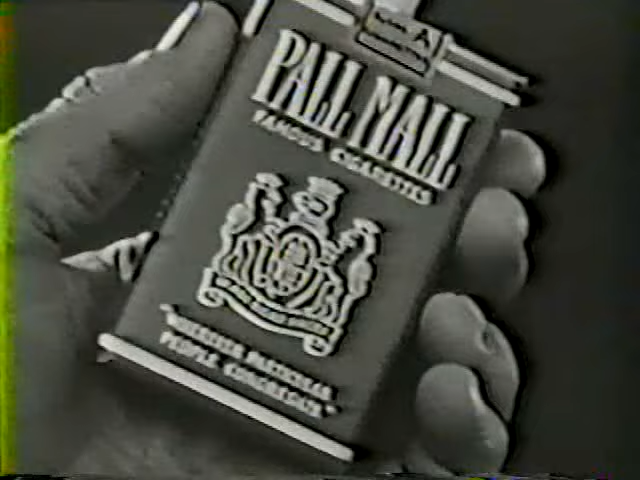 PALL MALL
FAMOUS CIGARETTES
"WHEREVER PARTICULAR
PEOPLE CONGREGATE"